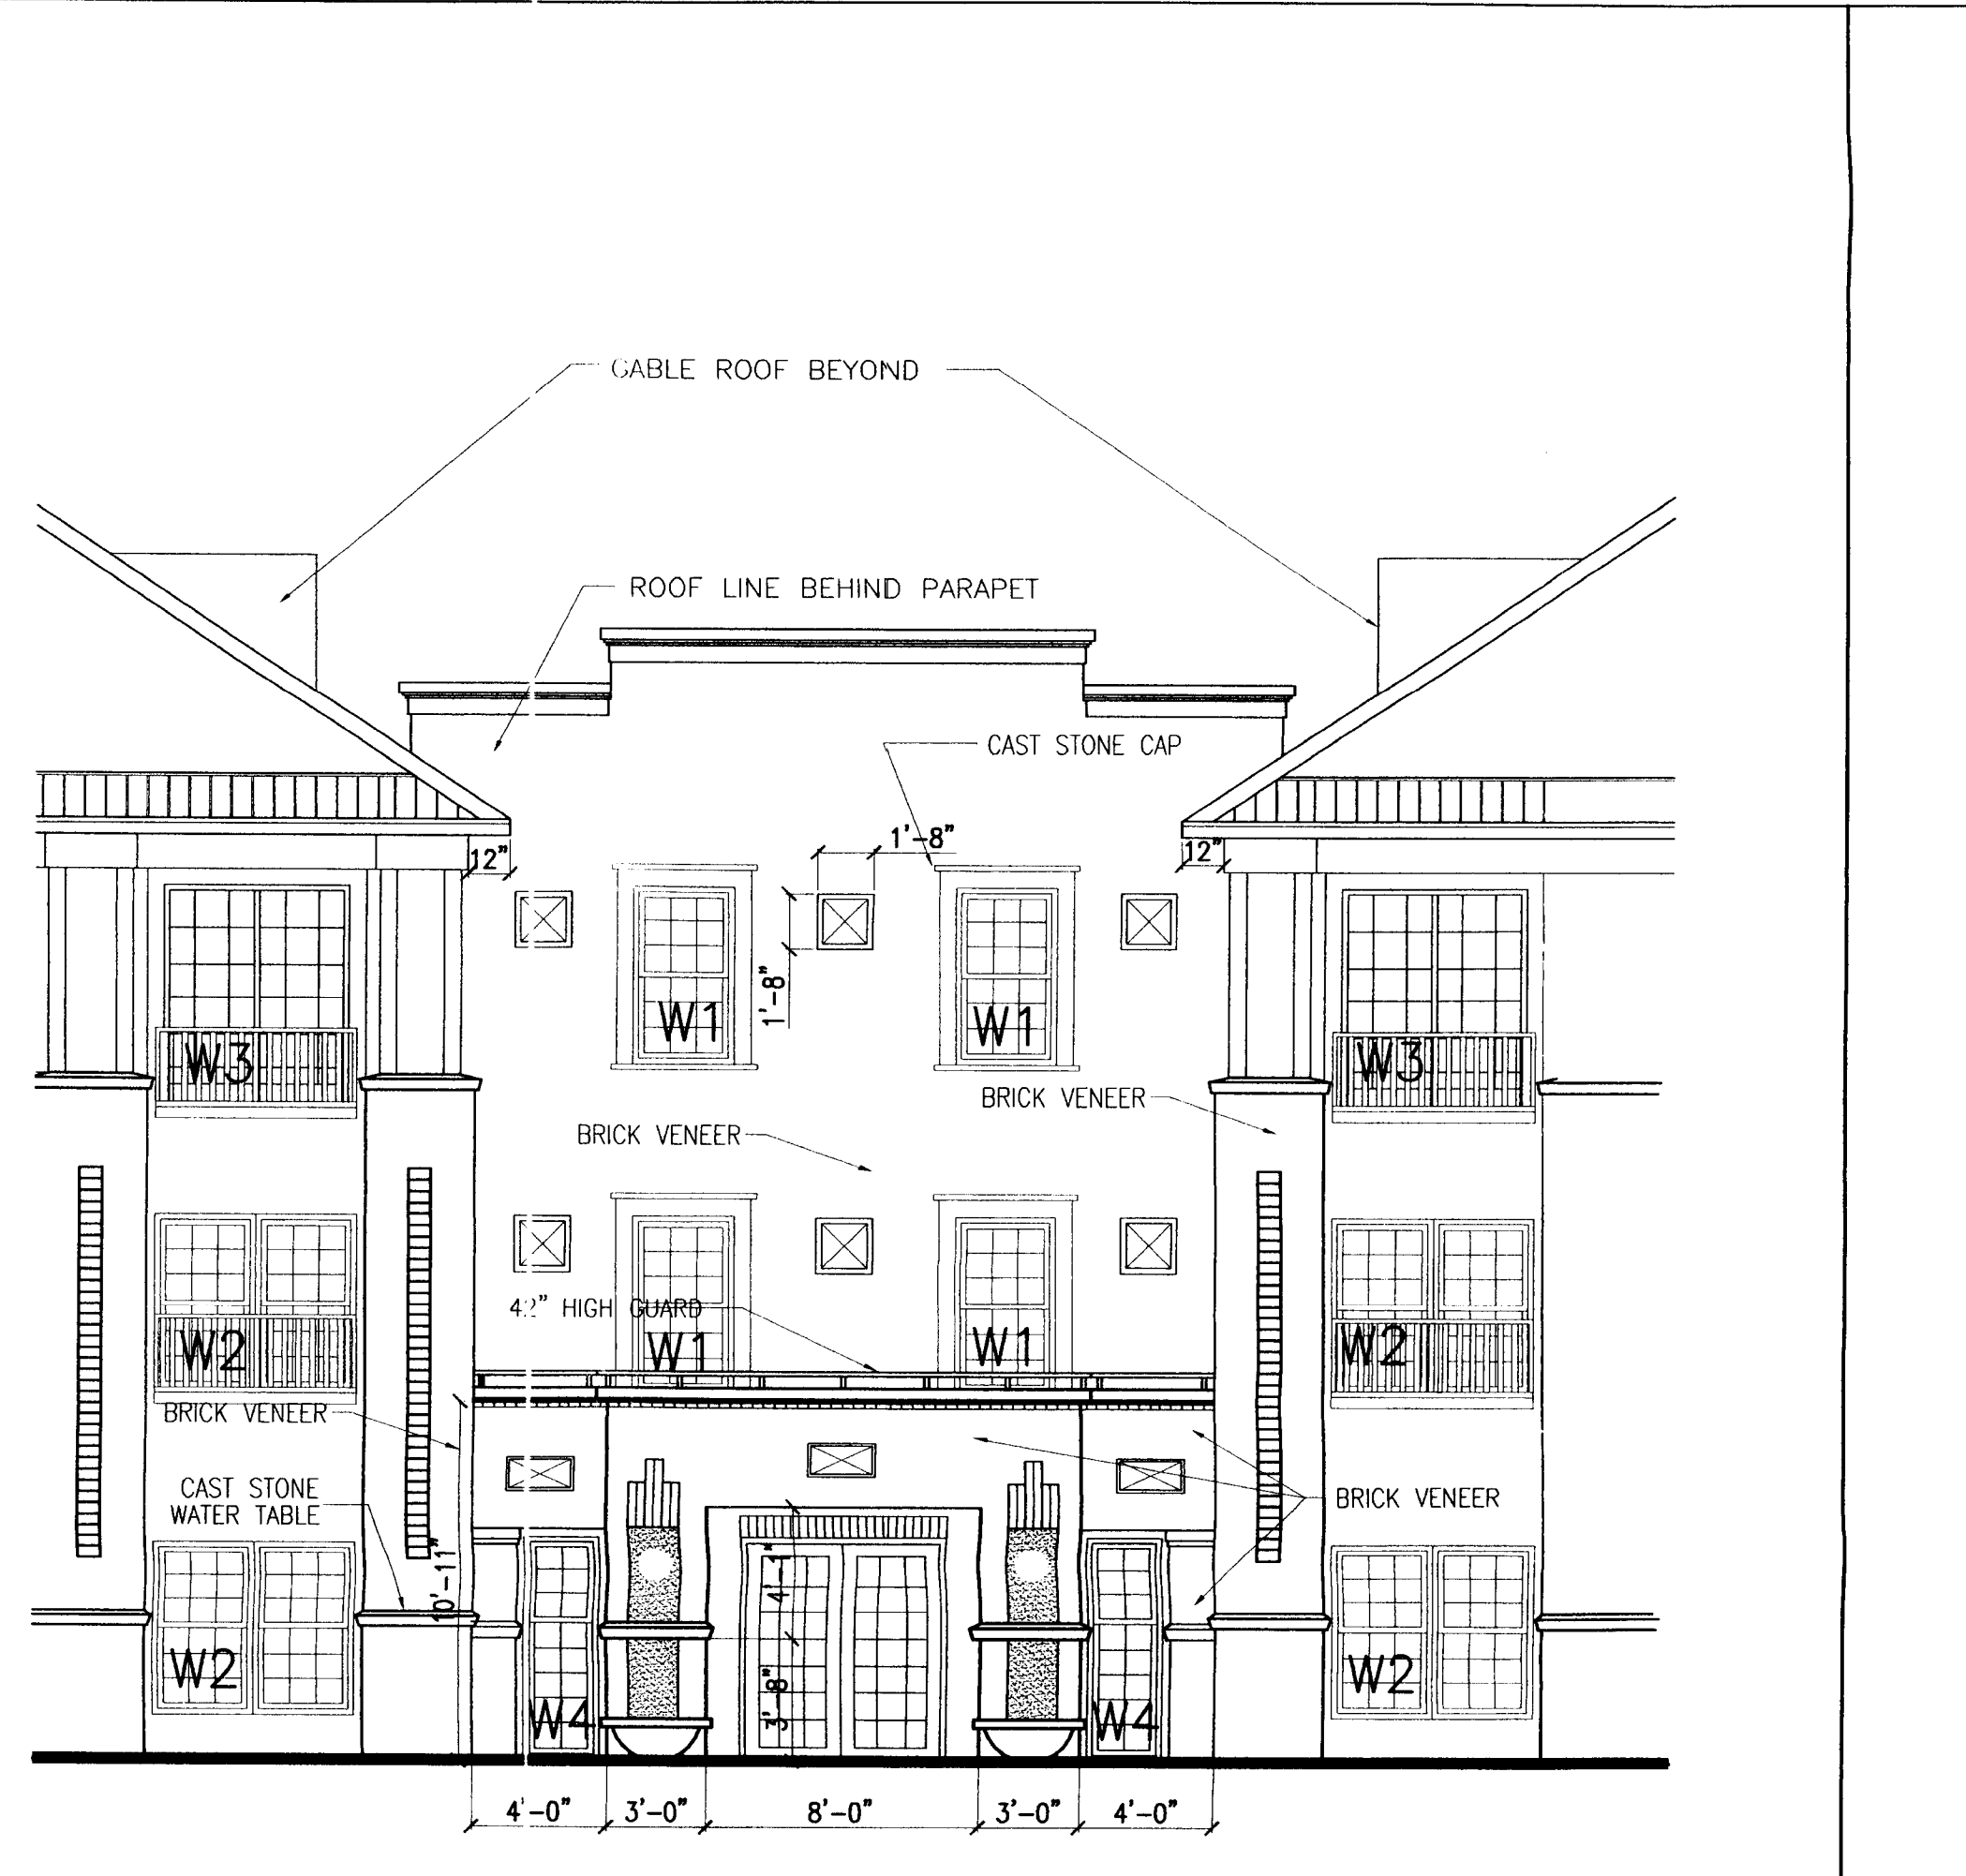 GABLE ROOF BEYOND
ROOF LINE BEHIND PARAPET
CAST STONE CAP
1'-8"
12"
12"
1'-8"
W1
W1
W3
W3
BRICK VENEER
BRICK VENEER
42" HIGH GUARD
W2
W1
W1
W2
BRICK VENEER
CAST STONE
WATER TABLE
BRICK VENEER
10'-11"
4'-1"
3'-8"
W2
W4
W4
W2
4'-0"
3'-0"
8'-0"
3'-0"
4'-0"